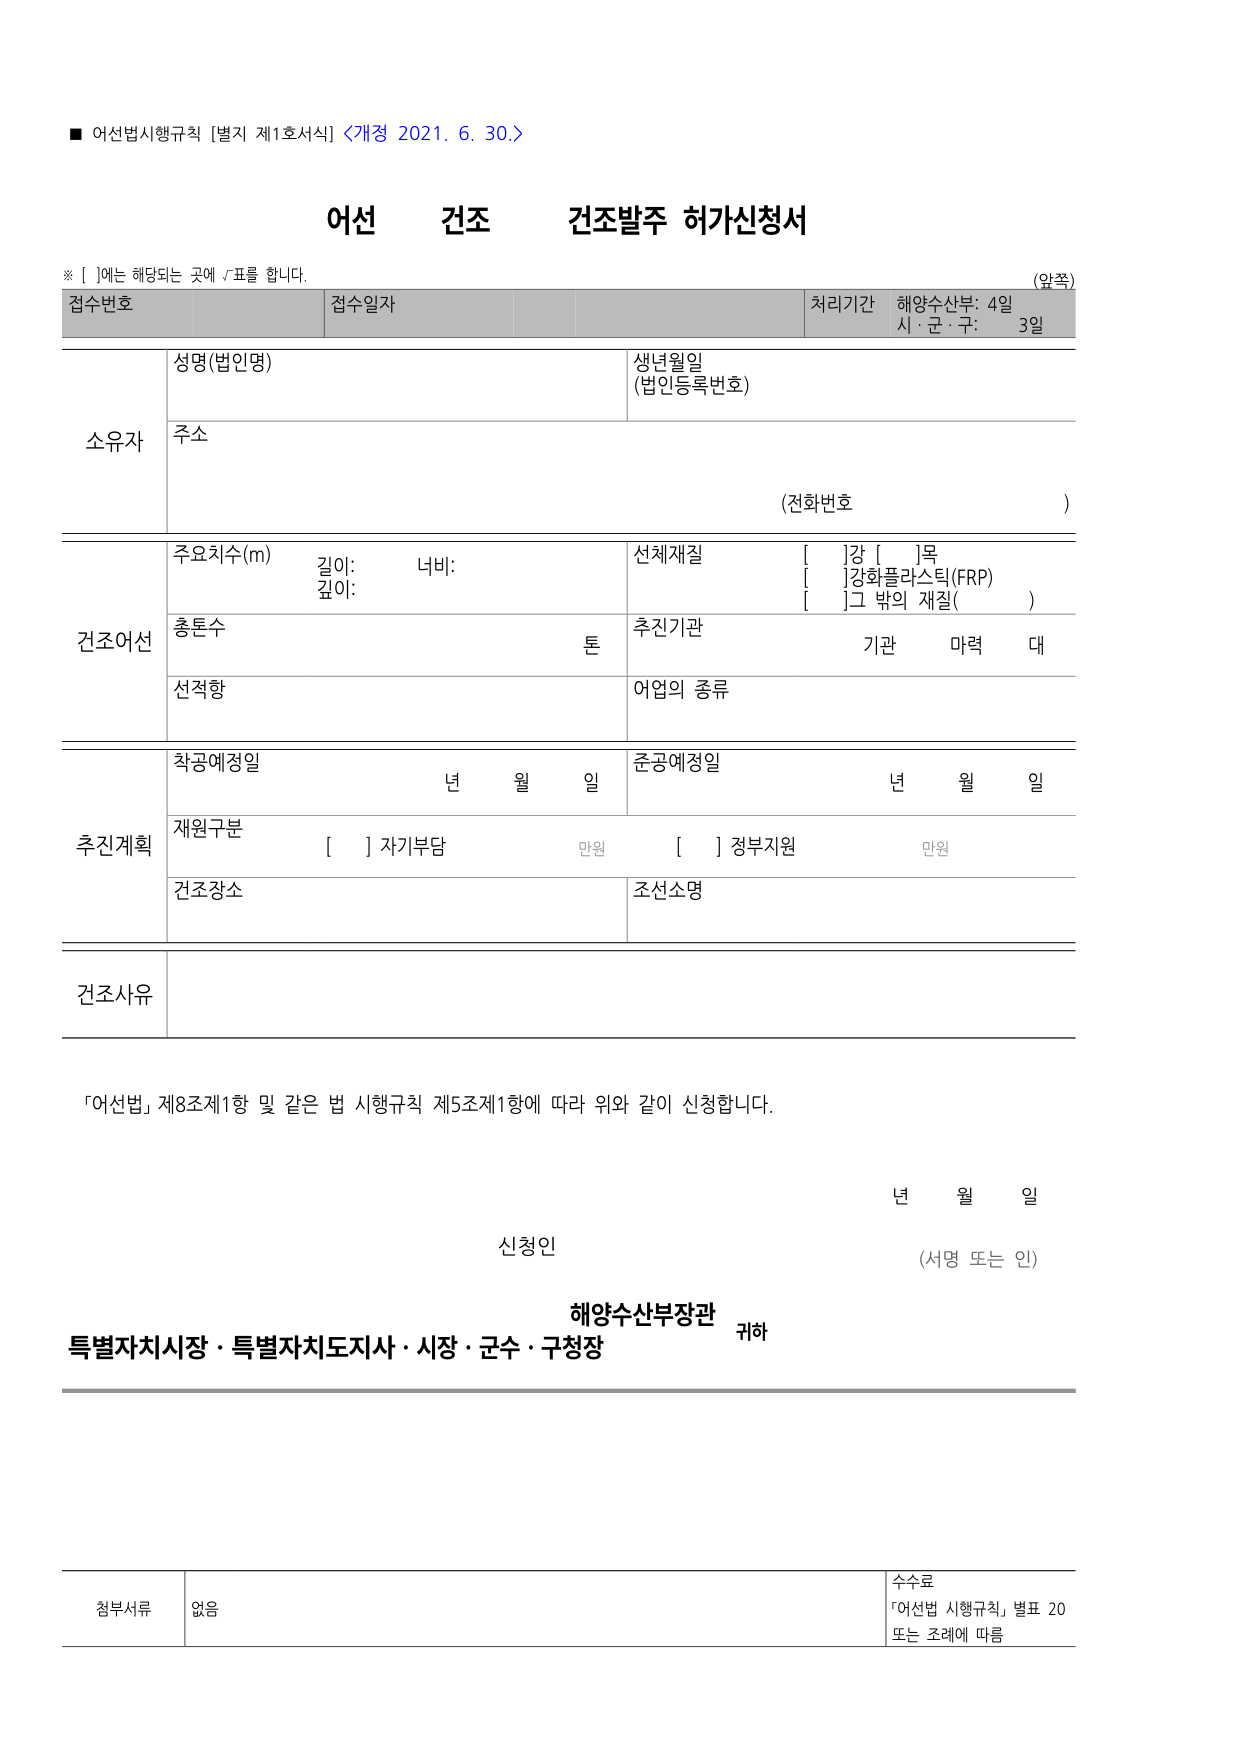 ■ 어선법시행규칙 [별지 제1호서식] <개정 2021. 6. 30.>
어선 건조 건조발주 허가신청서
※ [ ]에는 해당되는 곳에 √표를 합니다.
(앞쪽)
접수번호 접수일자 처리기간 해양수산부: 4일
시ㆍ군ㆍ구: 3일
소유자
성명(법인명)
생년월일
(법인등록번호)
주소
(전화번호 )
건조어선
주요치수(m)
길이: 너비:
깊이:
선체재질
[ ]강 [ ]목
[ ]강화플라스틱(FRP)
[ ]그 밖의 재질( )
총톤수
톤
추진기관
기관 마력 대
선적항
어업의 종류
추진계획
착공예정일
년 월 일
준공예정일
년 월 일
재원구분
[ ] 자기부담 만원 [ ] 정부지원 만원
건조장소
조선소명
건조사유
「어선법」 제8조제1항 및 같은 법 시행규칙 제5조제1항에 따라 위와 같이 신청합니다.
년 월 일
신청인
(서명 또는 인)
해양수산부장관
특별자치시장ㆍ특별자치도지사ㆍ시장ㆍ군수ㆍ구청장
귀하
첨부서류
없음
수수료
「어선법 시행규칙」 별표 20
또는 조례에 따름